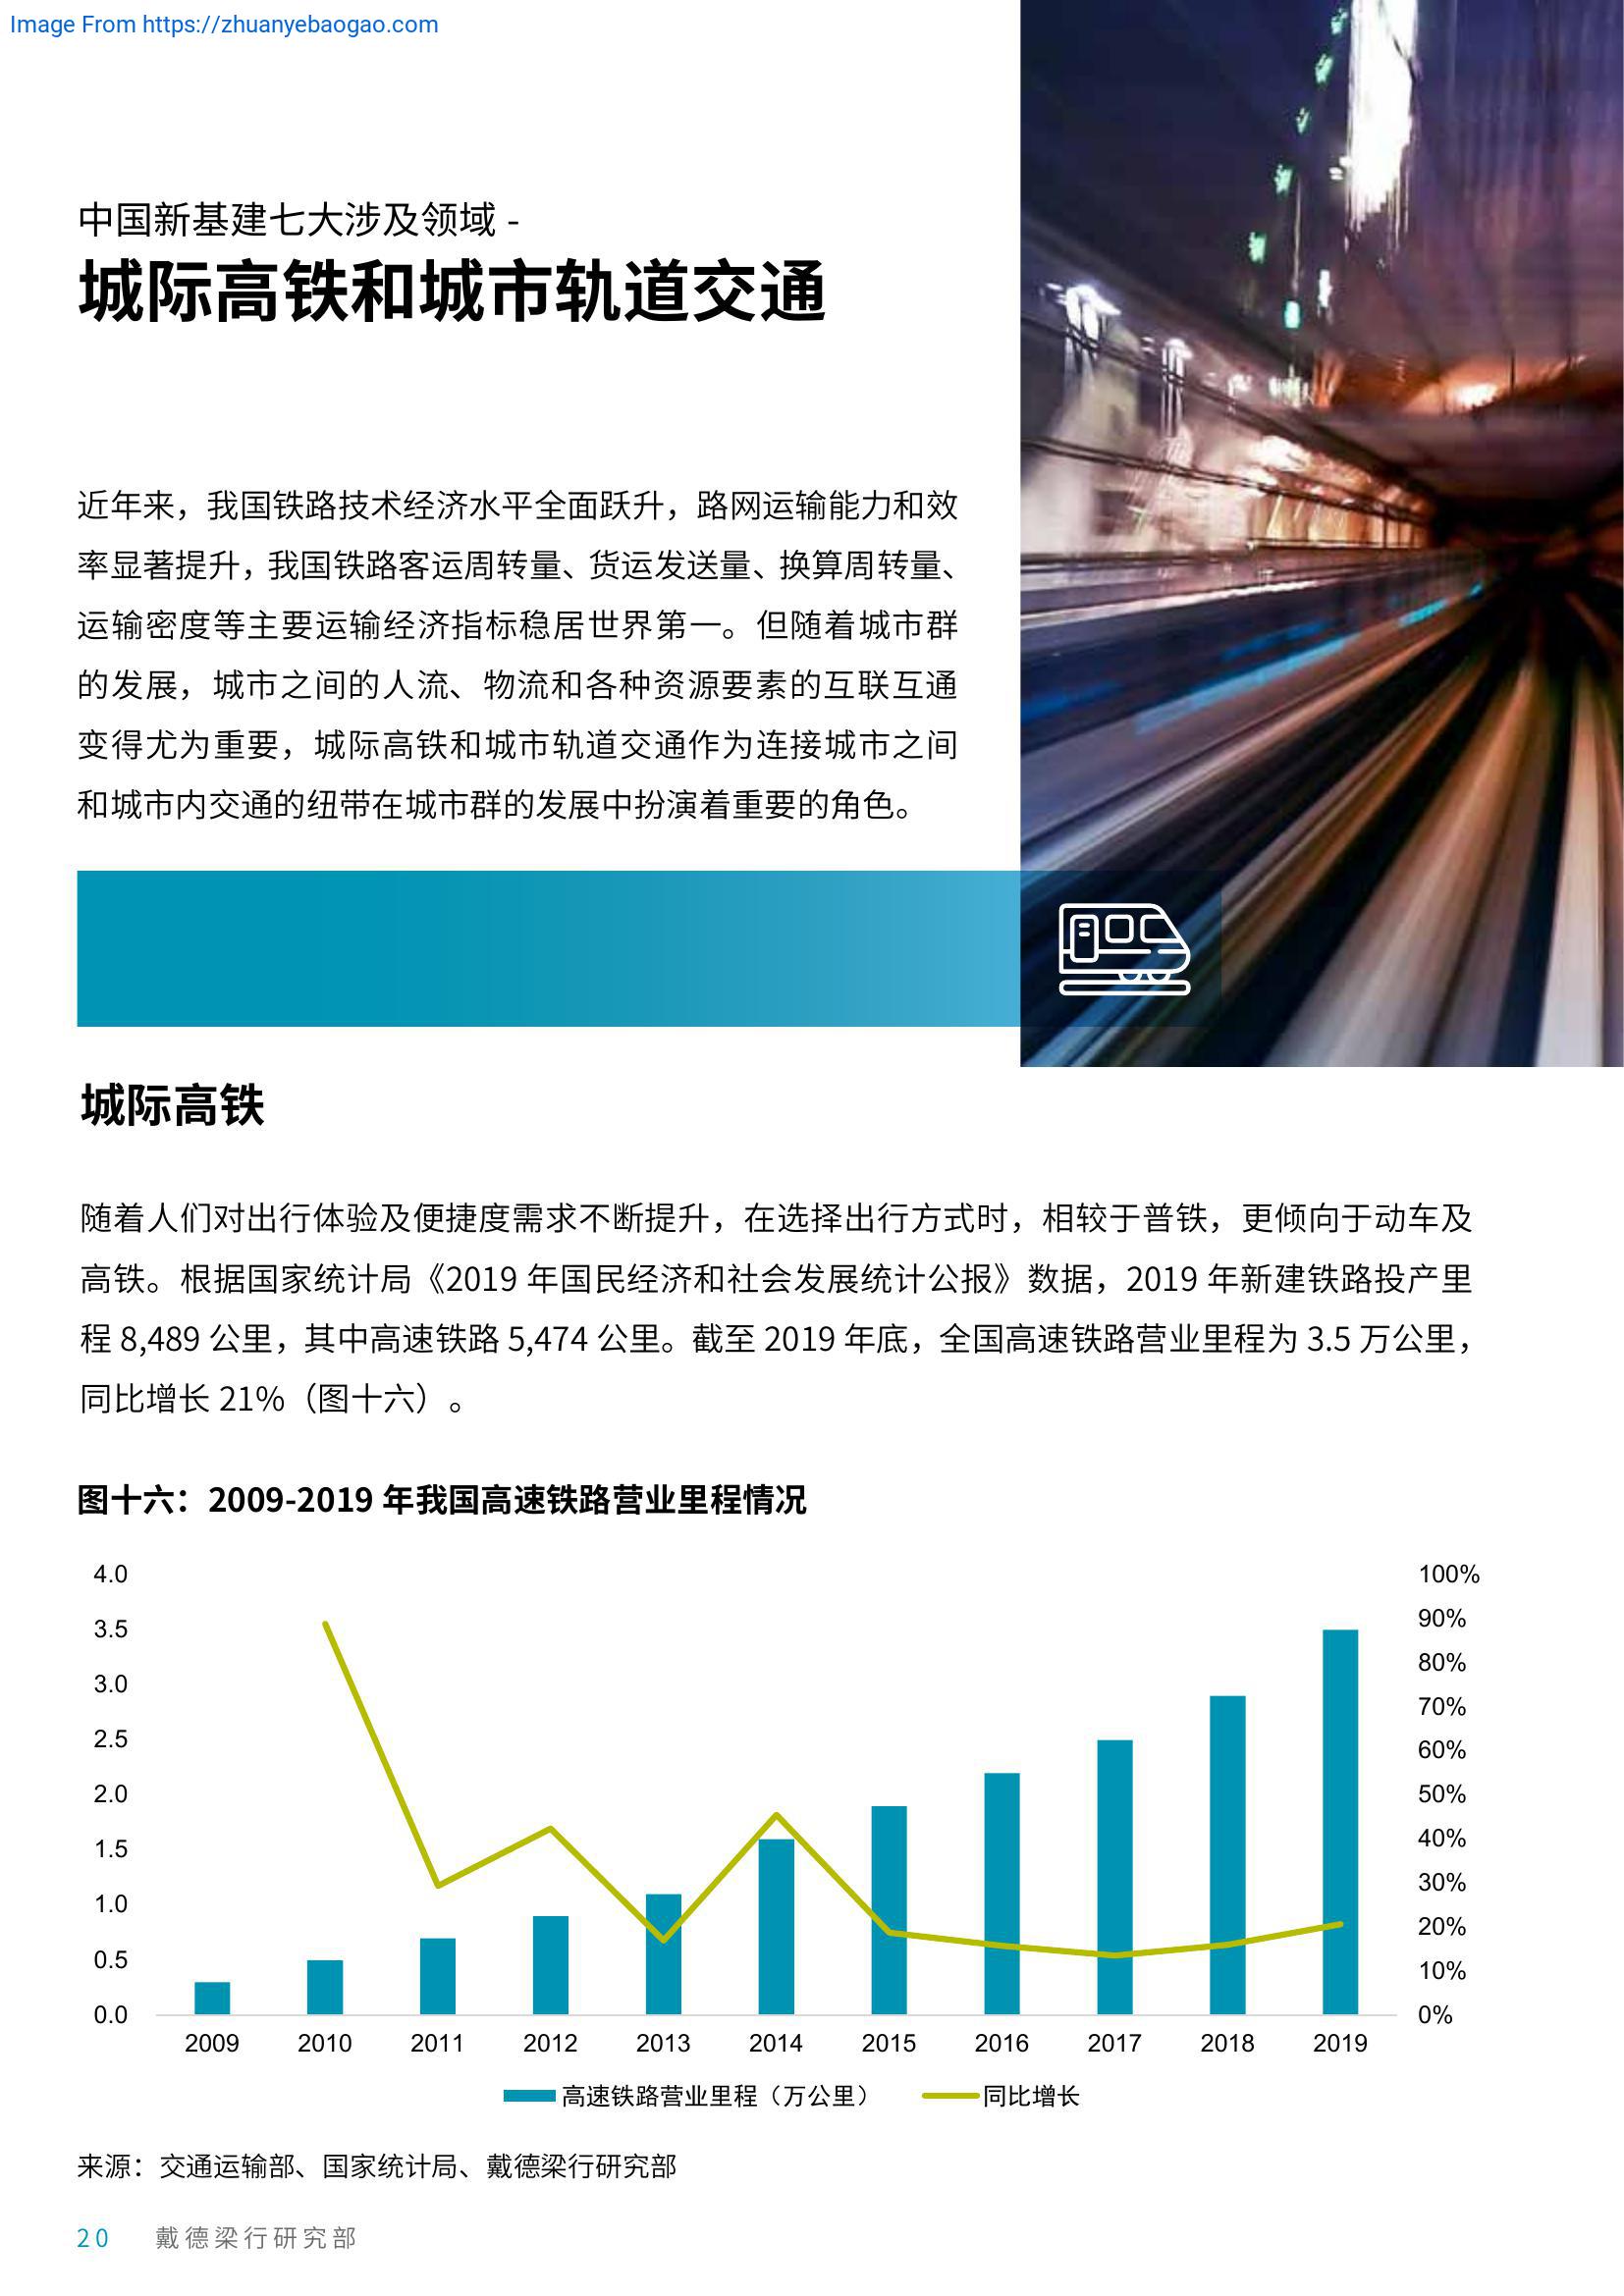 Image From https://zhuanyebaogao.com
中国新基建七大涉及领域 -
城际高铁和城市轨道交通
近年来，我国铁路技术经济水平全面跃升，路网运输能力和效
率显著提升，我国铁路客运周转量、货运发送量、换算周转量、
运输密度等主要运输经济指标稳居世界第一。但随着城市群
的发展，城市之间的人流、物流和各种资源要素的互联互通
变得尤为重要，城际高铁和城市轨道交通作为连接城市之间
和城市内交通的纽带在城市群的发展中扮演着重要的角色。
城际高铁
随着人们对出行体验及便捷度需求不断提升，在选择出行方式时，相较于普铁，更倾向于动车及
高铁。根据国家统计局《2019 年国民经济和社会发展统计公报》数据，2019 年新建铁路投产里
程 8,489 公里，其中高速铁路 5,474 公里。截至 2019 年底，全国高速铁路营业里程为 3.5 万公里，
同比增长 21%（图十六）。
图十六：2009-2019 年我国高速铁路营业里程情况
4.0 100%
3.5 90%
3.0 80%
2.5 70%
2.0 60%
1.5 50%
1.0 40%
0.5 30%
0.0 20%
10%
0%
2009 2010 2011 2012 2013 2014 2015 2016 2017 2018 2019
高速铁路营业里程（万公里） 同比增长
来源：交通运输部、国家统计局、戴德梁行研究部
20 戴德梁行研究部